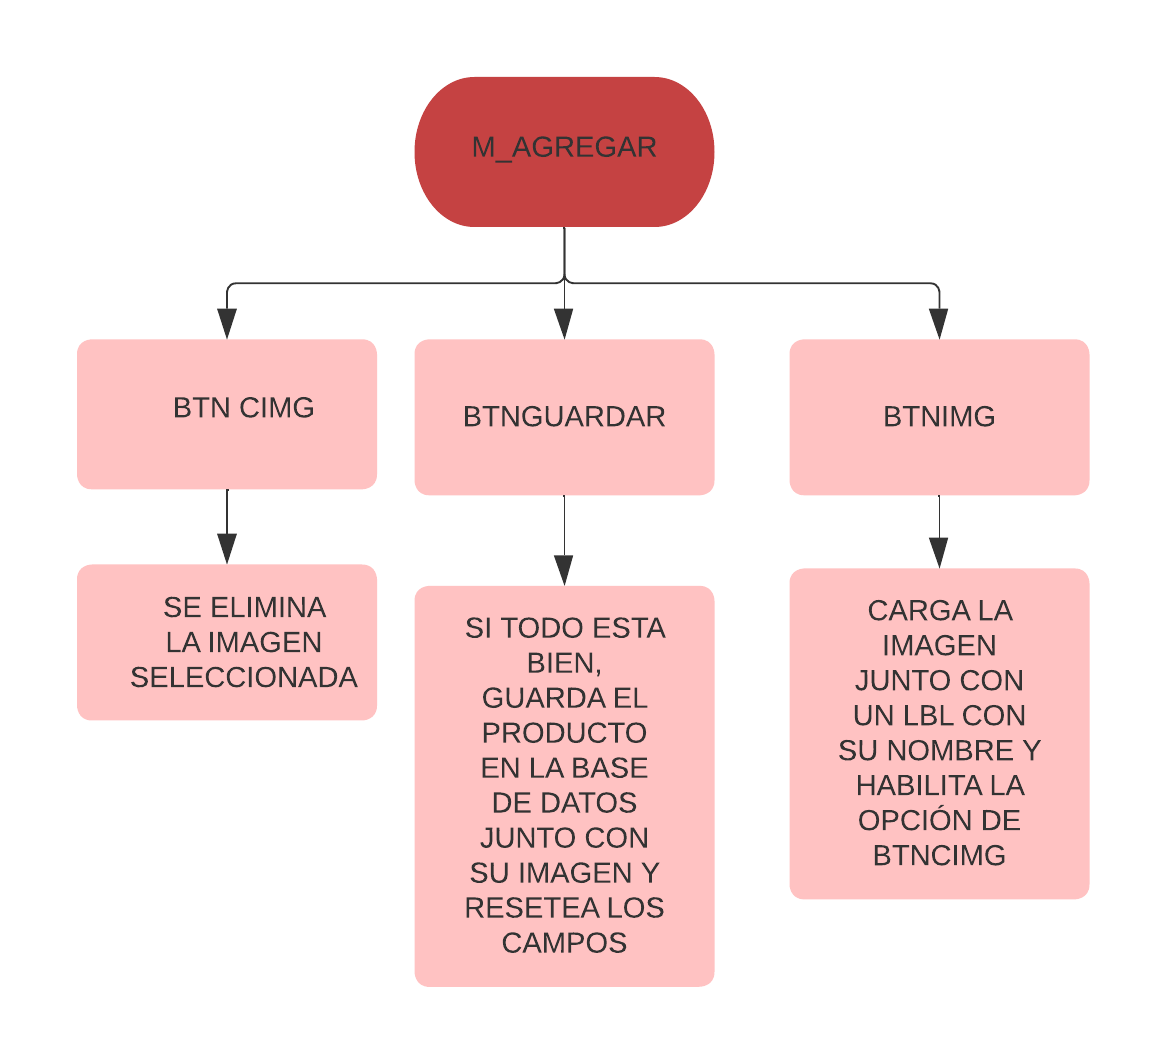 M_AGREGAR
BTN CIMG
BTNGUARDAR
BTNIMG
SE ELIMINA
LA IMAGEN
SELECCIONADA
SI TODO ESTA
BIEN,
GUARDA EL
PRODUCTO
EN LA BASE
DE DATOS
JUNTO CON
SU IMAGEN Y
RESETEA LOS
CAMPOS
CARGA LA
IMAGEN
JUNTO CON
UN LBL CON
SU NOMBRE Y
HABILITA LA
OPCIÓN DE
BTNCIMG